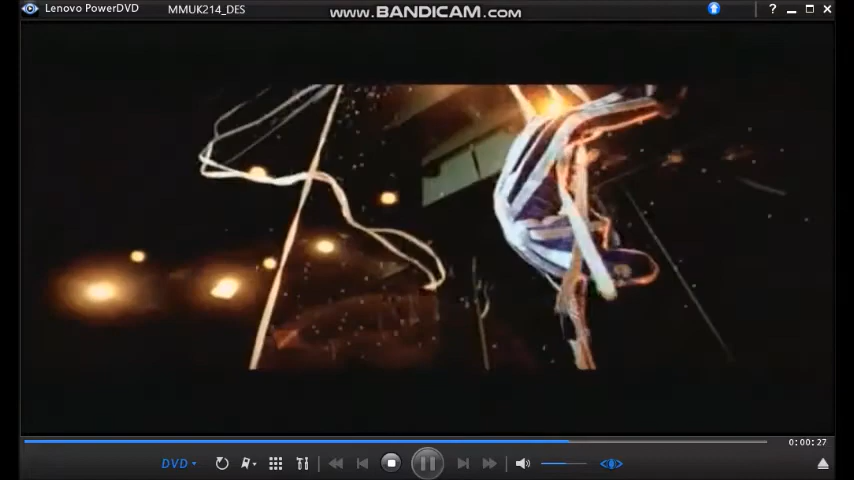 Lenovo PowerDVD
MMUK214_DES
www.BANDICAM.com
?
0:00:27
DVD